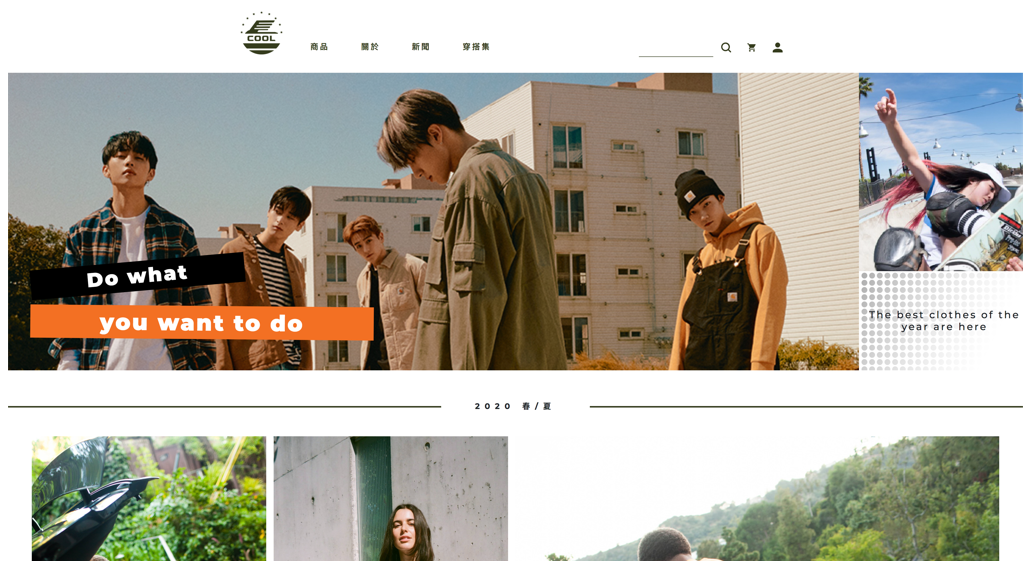 COOL
商品
關於
新聞
穿搭集
Do what
you want to do
The best clothes of the
year are here
2020 春/夏